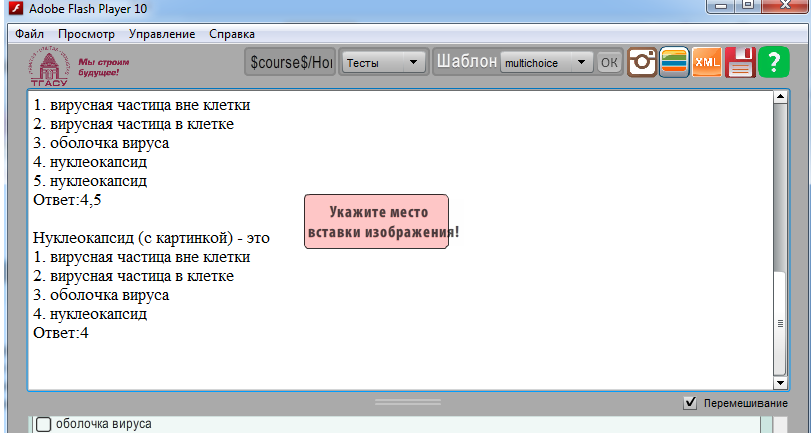 Adobe Flash Player 10
Файл Просмотр Управление Справка
Мы строим
будущее!
ТГАСУ
$course$/Hoı Тесты Шаблон multichoice OK XML ?
1. вирусная частица вне клетки
2. вирусная частица в клетке
3. оболочка вируса
4. нуклеокапсид
5. нуклеокапсид
Ответ:4,5
Укажите место
вставки изображения!
Нуклеокапсид (с картинкой) - это
1. вирусная частица вне клетки
2. вирусная частица в клетке
3. оболочка вируса
4. нуклеокапсид
Ответ:4
Перемешивание
оболочка вируса